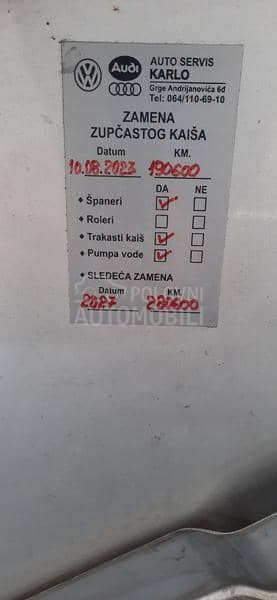 AUTO SERVIS
KARLO
Grge Andrijanovića 6d
Tel: 064/110-69-10
Audi
ZAMENA
ZUPČASTOG KAIŠA
Datum KM.
10.08.2023 190600
DA NE
Španeri
Roleri
Trakasti kaiš
Pumpa vode
SLEDEĆA ZAMENA
Datum KM.
2027 280600
POLOVNI
AUTOMOBILI